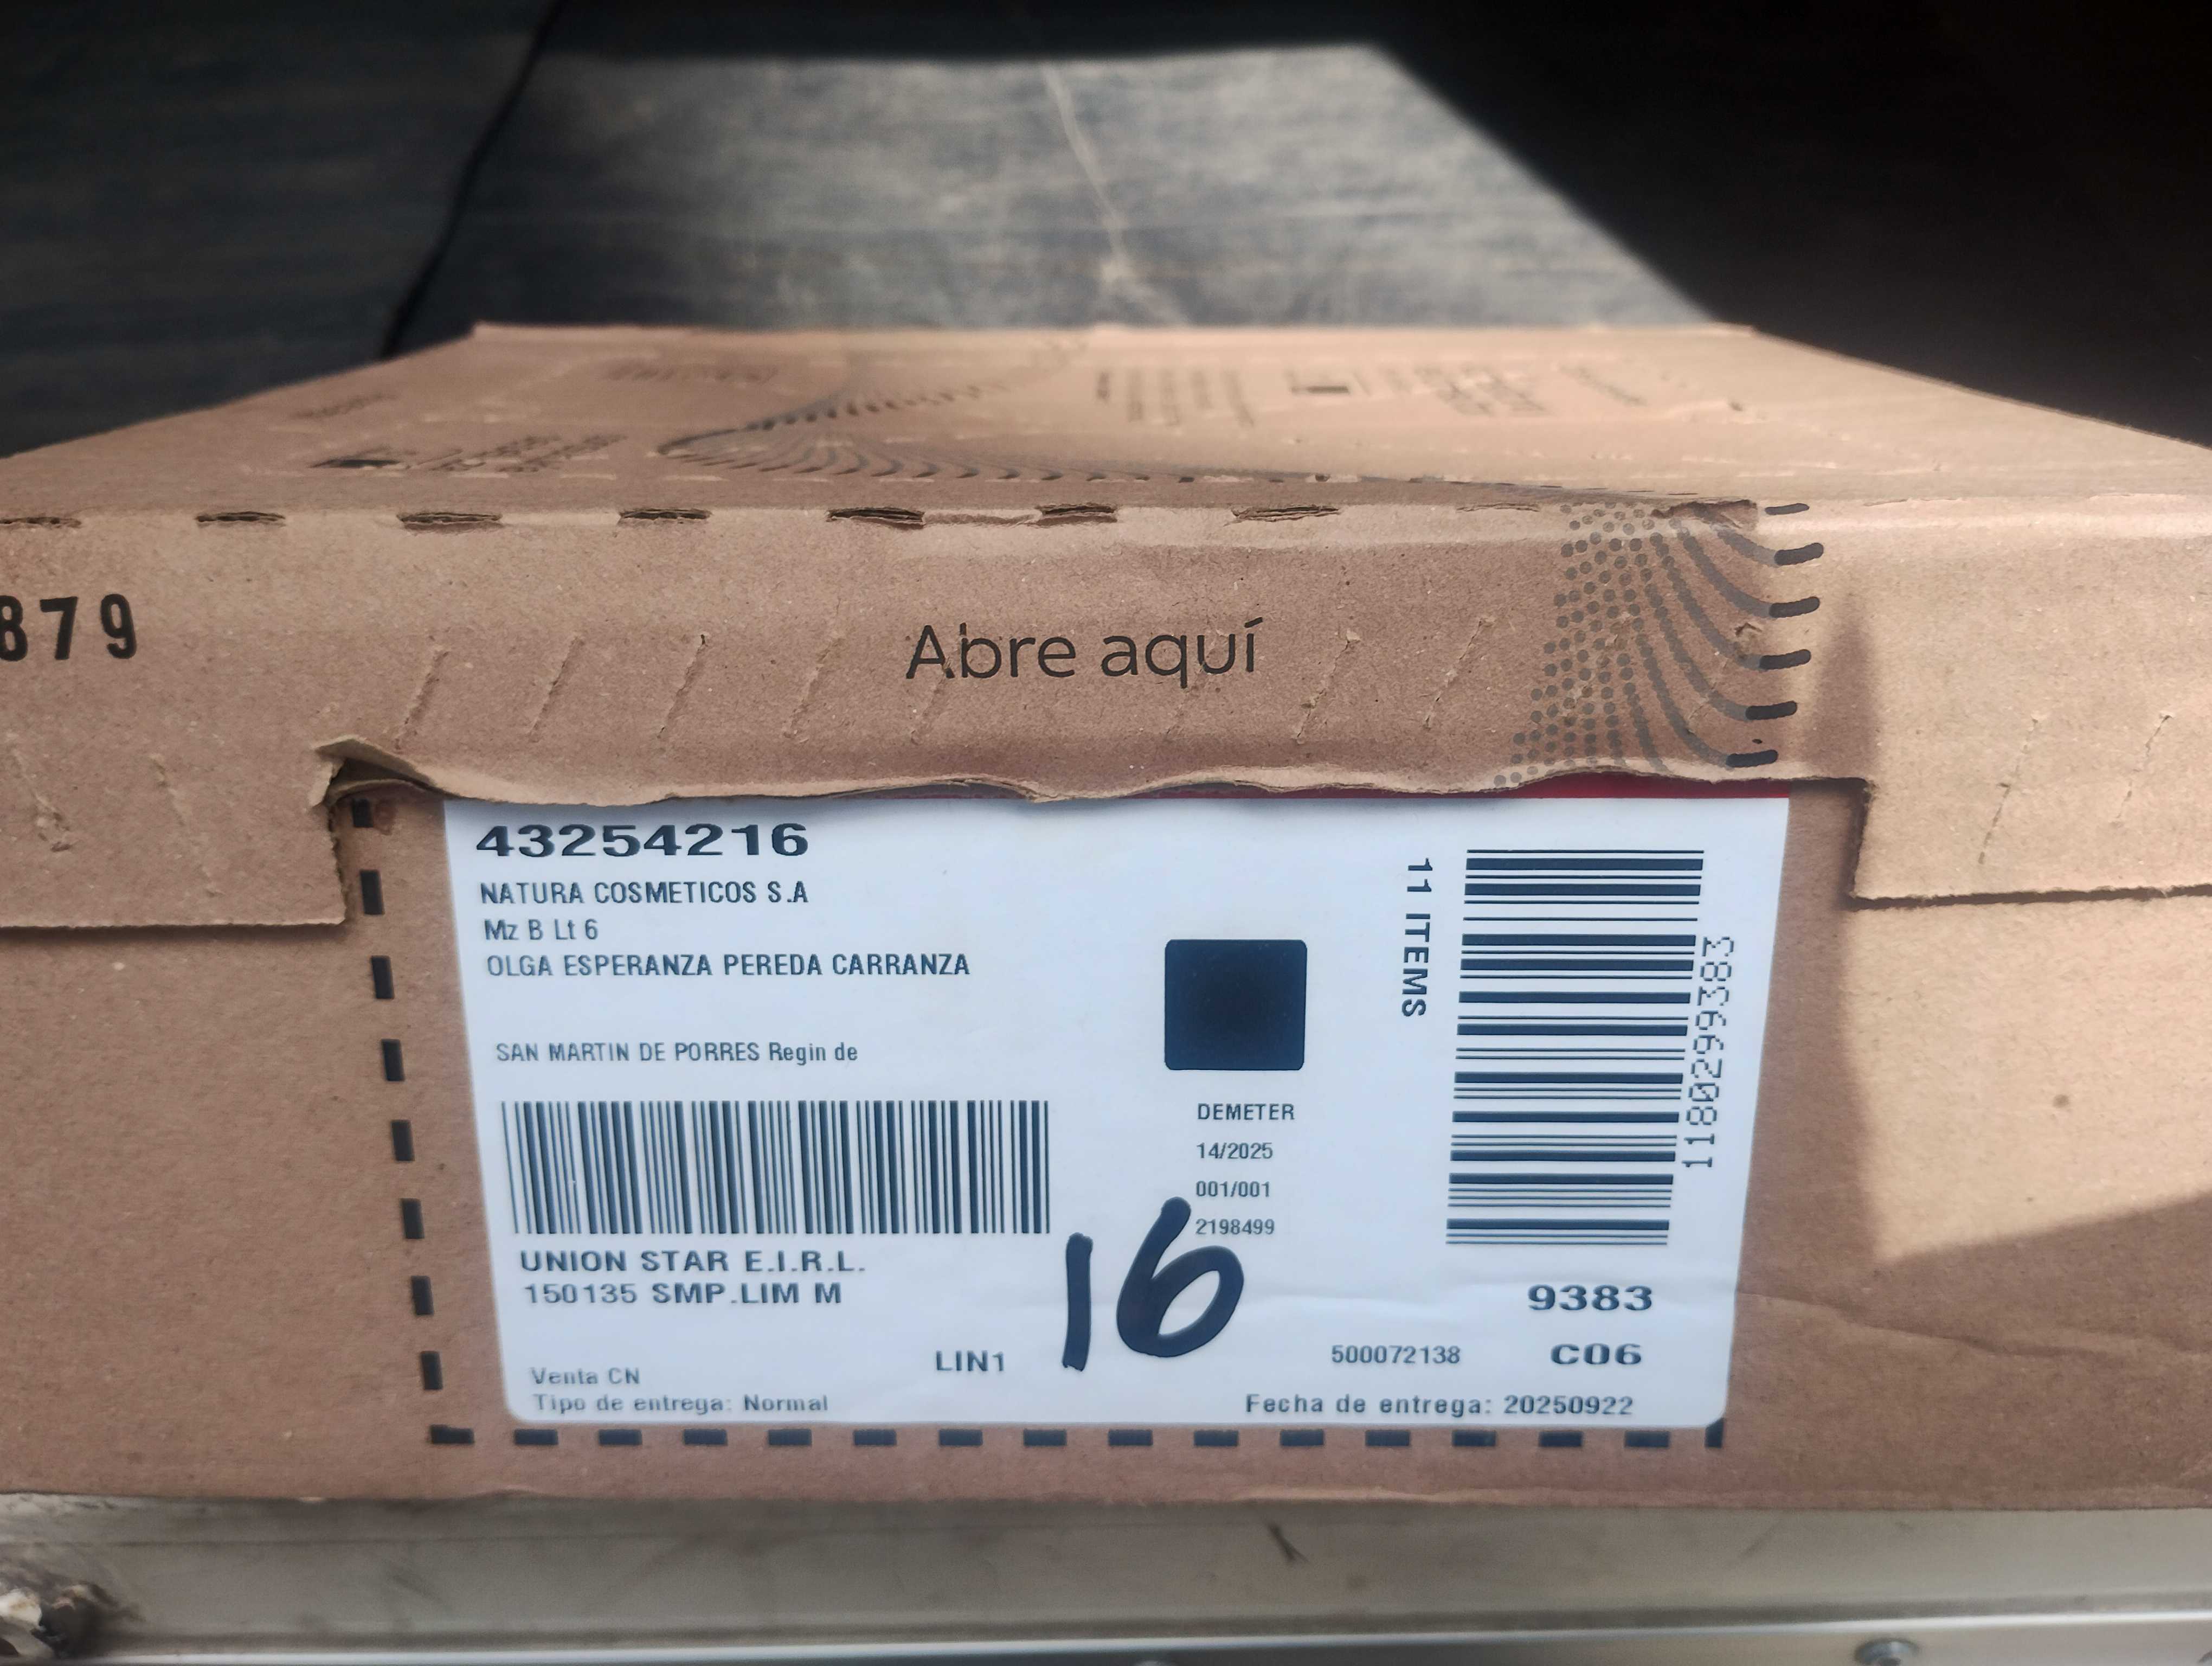 879
Abre aquí
43254216
NATURA COSMETICOS S.A
Mz B Lt 6
OLGA ESPERANZA PEREDA CARRANZA
SAN MARTIN DE PORRES Regin de
11 ITEMS
1180299383
DEMETER
14/2025
001/001
2198499
UNION STAR E.I.R.L.
150135 SMP.LIM M
16
9383
LIN1
500072138
C06
Venta CN
Tipo de entrega: Normal
Fecha de entrega: 20250922